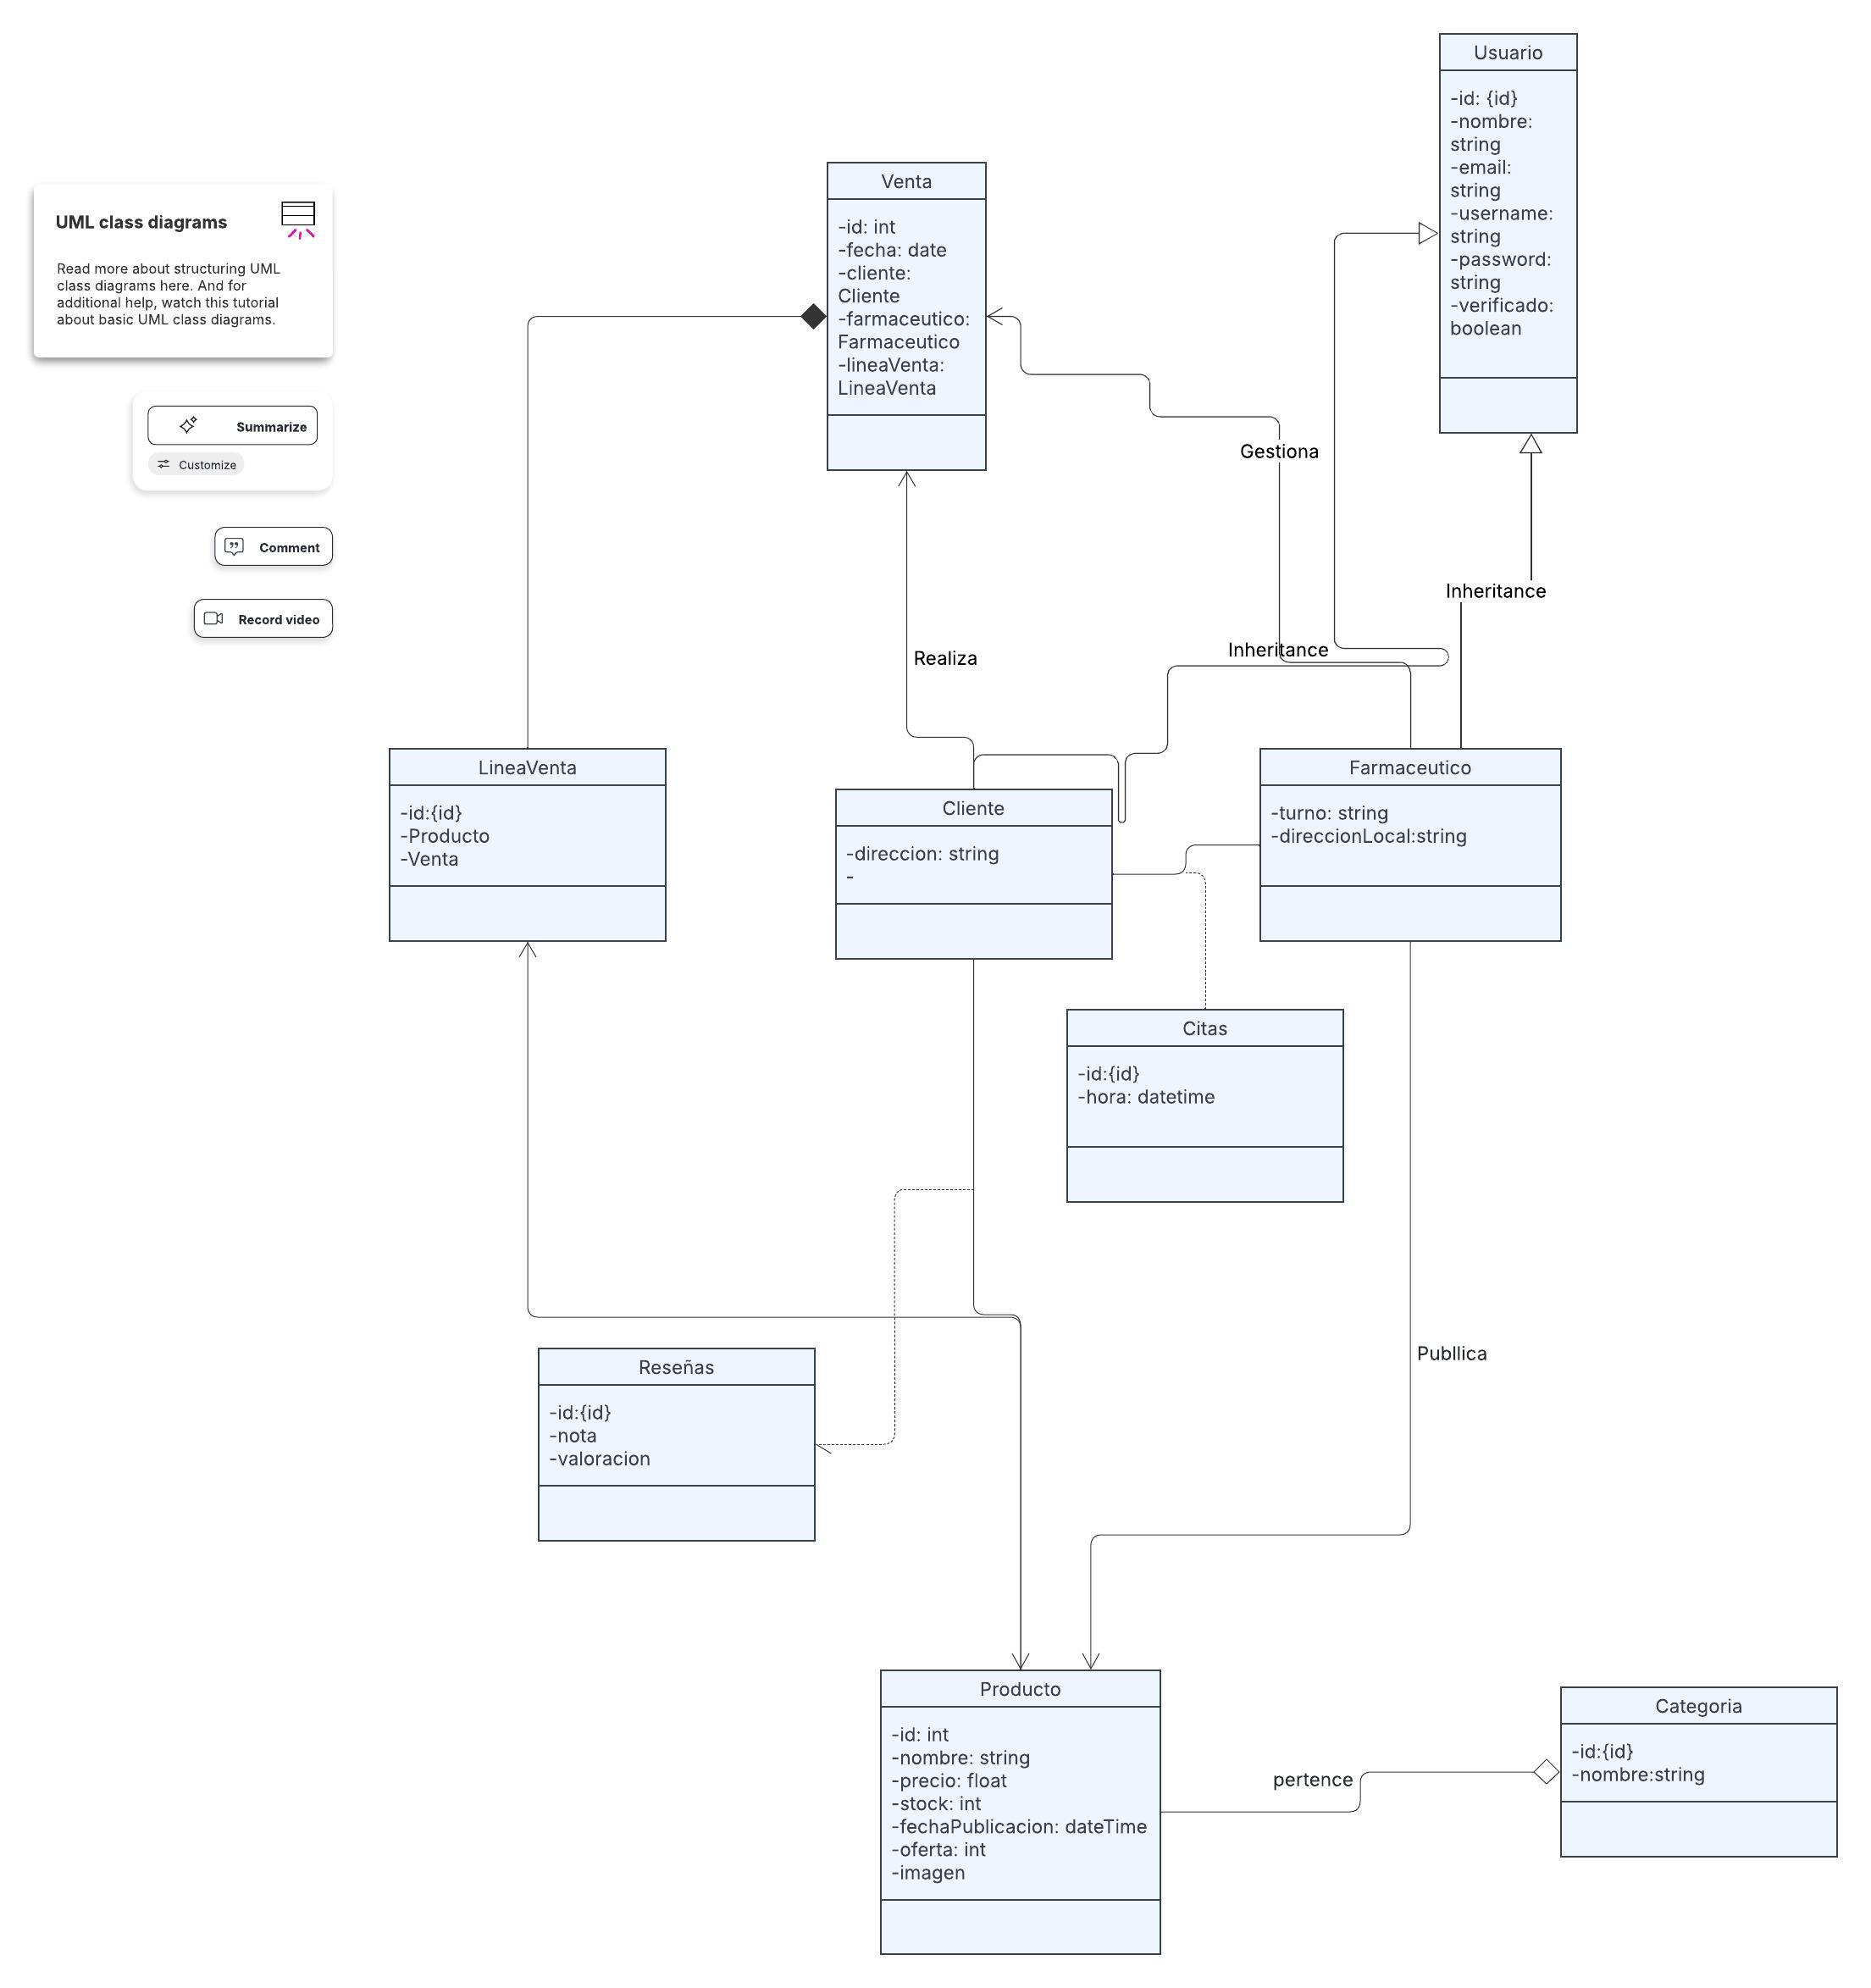 Usuario
-id: {id}
-nombre:
string
-email:
string
-username:
string
-password:
string
-verificado:
boolean
Venta
-id: int
-fecha: date
-cliente:
Cliente
-farmaceutico:
Farmaceutico
-lineaVenta:
LineaVenta
UML class diagrams
Read more about structuring UML
class diagrams here. And for
additional help, watch this tutorial
about basic UML class diagrams.
Summarize
Customize
Comment
Record video
Gestiona
Inheritance
Inheritance
Realiza
LineaVenta
-id:{id}
-Producto
-Venta
Cliente
-direccion: string
-
Farmaceutico
-turno: string
-direccionLocal:string
Citas
-id:{id}
-hora: datetime
Reseñas
-id:{id}
-nota
-valoracion
Publlica
Producto
-id: int
-nombre: string
-precio: float
-stock: int
-fechaPublicacion: dateTime
-oferta: int
-imagen
pertence
Categoria
-id:{id}
-nombre:string